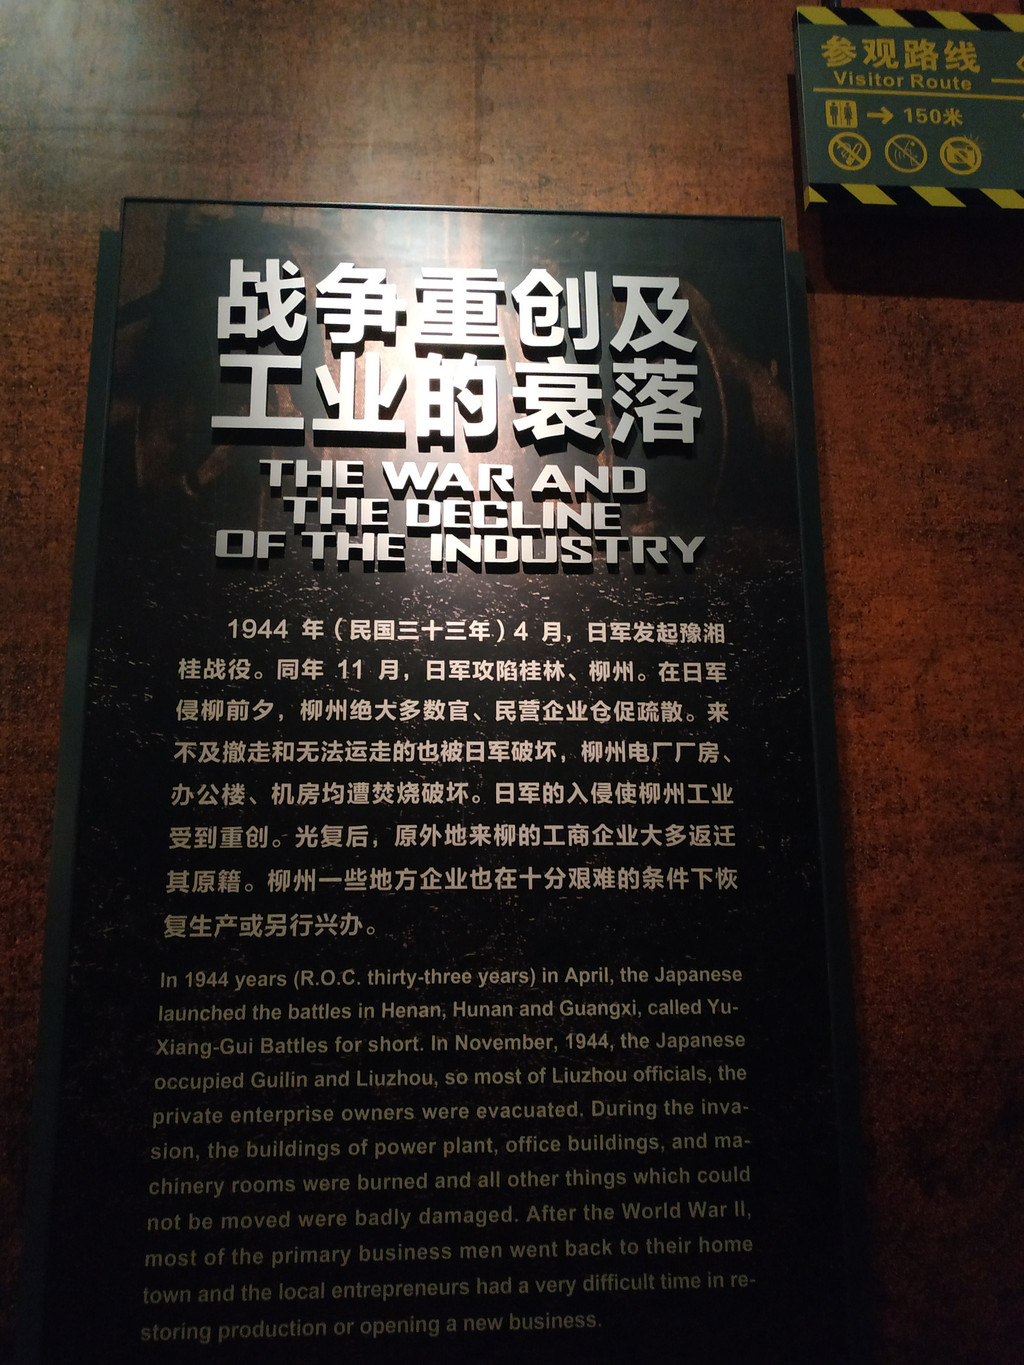 参观路线
Visitor Route
150米
战争重创及
工业的衰落
THE WAR AND
THE DECLINE
OF THE INDUSTRY
1944 年（民国三十三年）4 月，日军发起豫湘
桂战役。同年 11 月，日军攻陷桂林、柳州。在日军
侵柳前夕，柳州绝大多数官、民营企业仓促疏散。来
不及撤走和无法运走的也被日军破坏，柳州电厂厂房、
办公楼、机房均遭焚烧破坏。日军的入侵使柳州工业
受到重创。光复后，原外地来柳的工商企业大多返迁
其原籍。柳州一些地方企业也在十分艰难的条件下恢
复生产或另行兴办。
In 1944 years (R.O.C. thirty-three years) in April, the Japanese
launched the battles in Henan, Hunan and Guangxi, called Yu-
Xiang-Gui Battles for short. In November, 1944, the Japanese
occupied Guilin and Liuzhou, so most of Liuzhou officials, the
private enterprise owners were evacuated. During the inva-
sion, the buildings of power plant, office buildings, and ma-
chinery rooms were burned and all other things which could
not be moved were badly damaged. After the World War II,
most of the primary business men went back to their home
town and the local entrepreneurs had a very difficult time in re-
storing production or opening a new business.